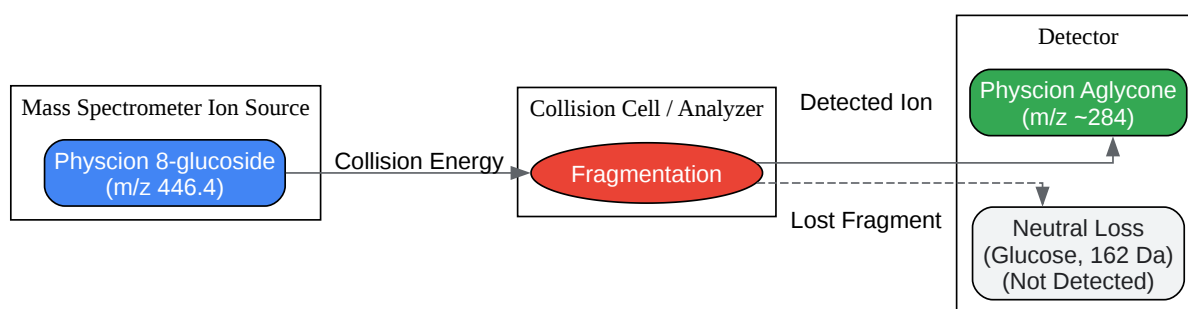 Mass Spectrometer Ion Source
Physcion 8-glucoside
(m/z 446.4)
Collision Energy
Collision Cell / Analyzer
Fragmentation
Detected Ion
Lost Fragment
Detector
Physcion Aglycone
(m/z ~284)
Neutral Loss
(Glucose, 162 Da)
(Not Detected)